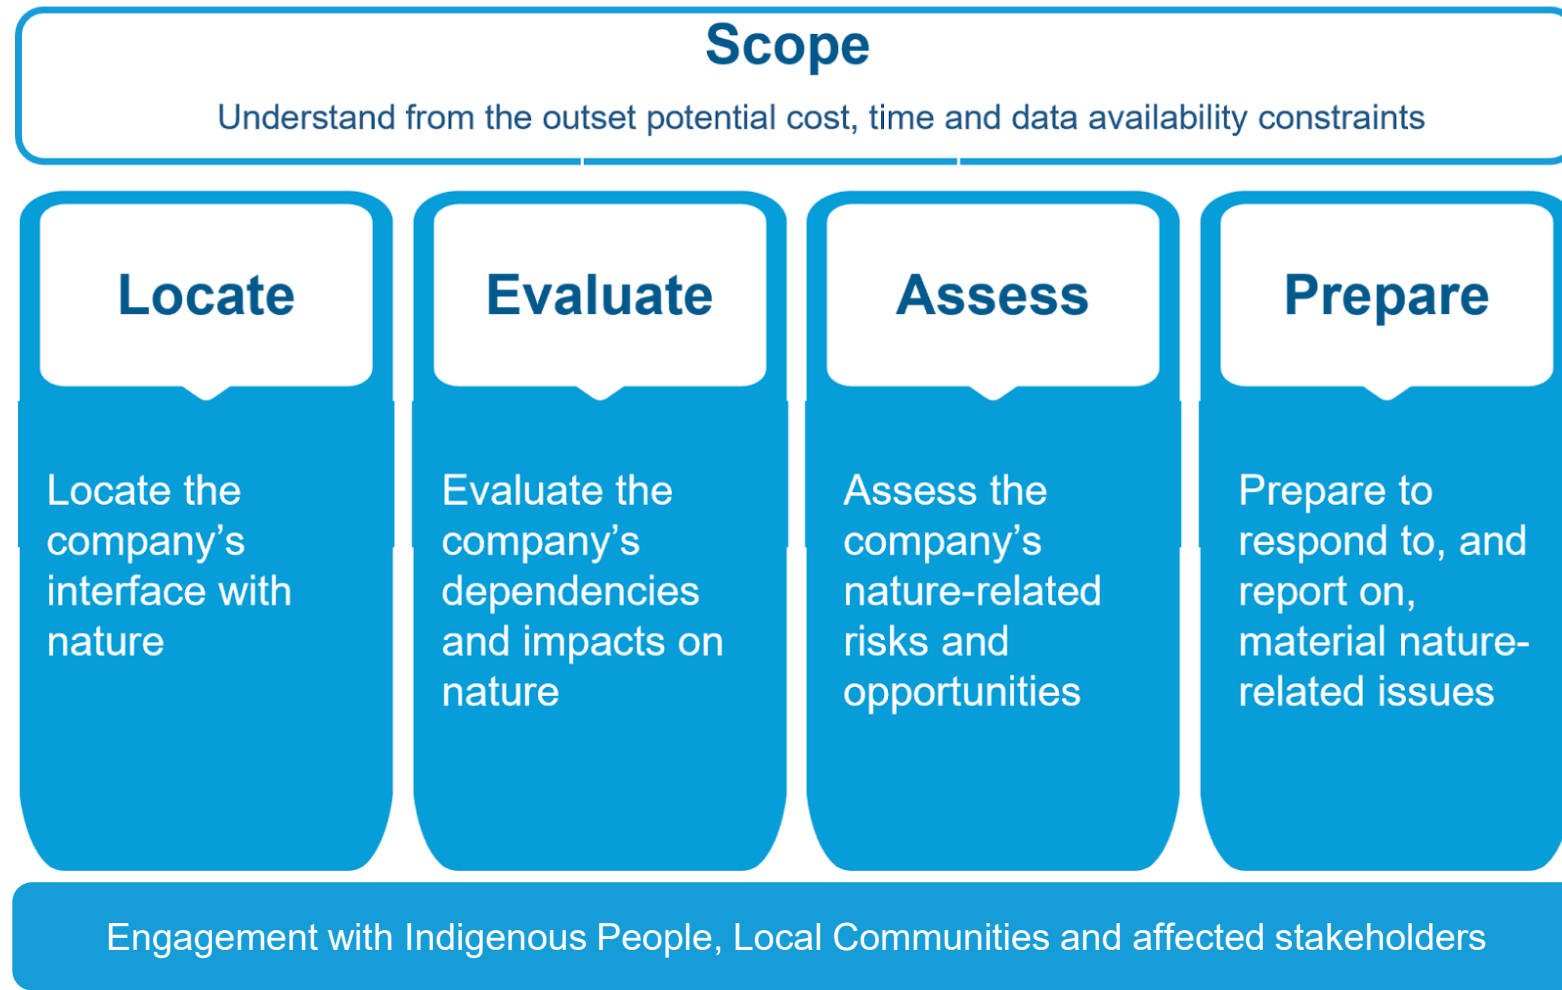 Scope
Understand from the outset potential cost, time and data availability constraints
Locate
Locate the
company’s
interface with
nature
Evaluate
Evaluate the
company’s
dependencies
and impacts on
nature
Assess
Assess the
company’s
nature-related
risks and
opportunities
Prepare
Prepare to
respond to, and
report on,
material nature-
related issues
Engagement with Indigenous People, Local Communities and affected stakeholders